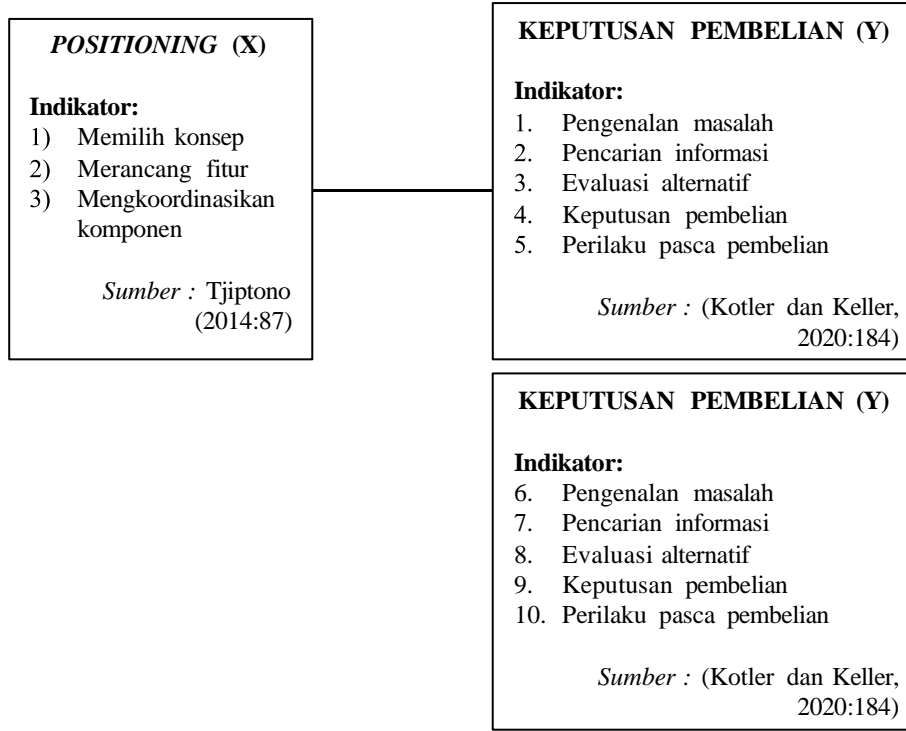 POSITIONING (X)
Indikator:
1) Memilih konsep
2) Merancang fitur
3) Mengkoordinasikan
komponen
Sumber : Tjiptono
(2014:87)
KEPUTUSAN PEMBELIAN (Y)
Indikator:
1. Pengenalan masalah
2. Pencarian informasi
3. Evaluasi alternatif
4. Keputusan pembelian
5. Perilaku pasca pembelian
Sumber : (Kotler dan Keller,
2020:184)
KEPUTUSAN PEMBELIAN (Y)
Indikator:
6. Pengenalan masalah
7. Pencarian informasi
8. Evaluasi alternatif
9. Keputusan pembelian
10. Perilaku pasca pembelian
Sumber : (Kotler dan Keller,
2020:184)